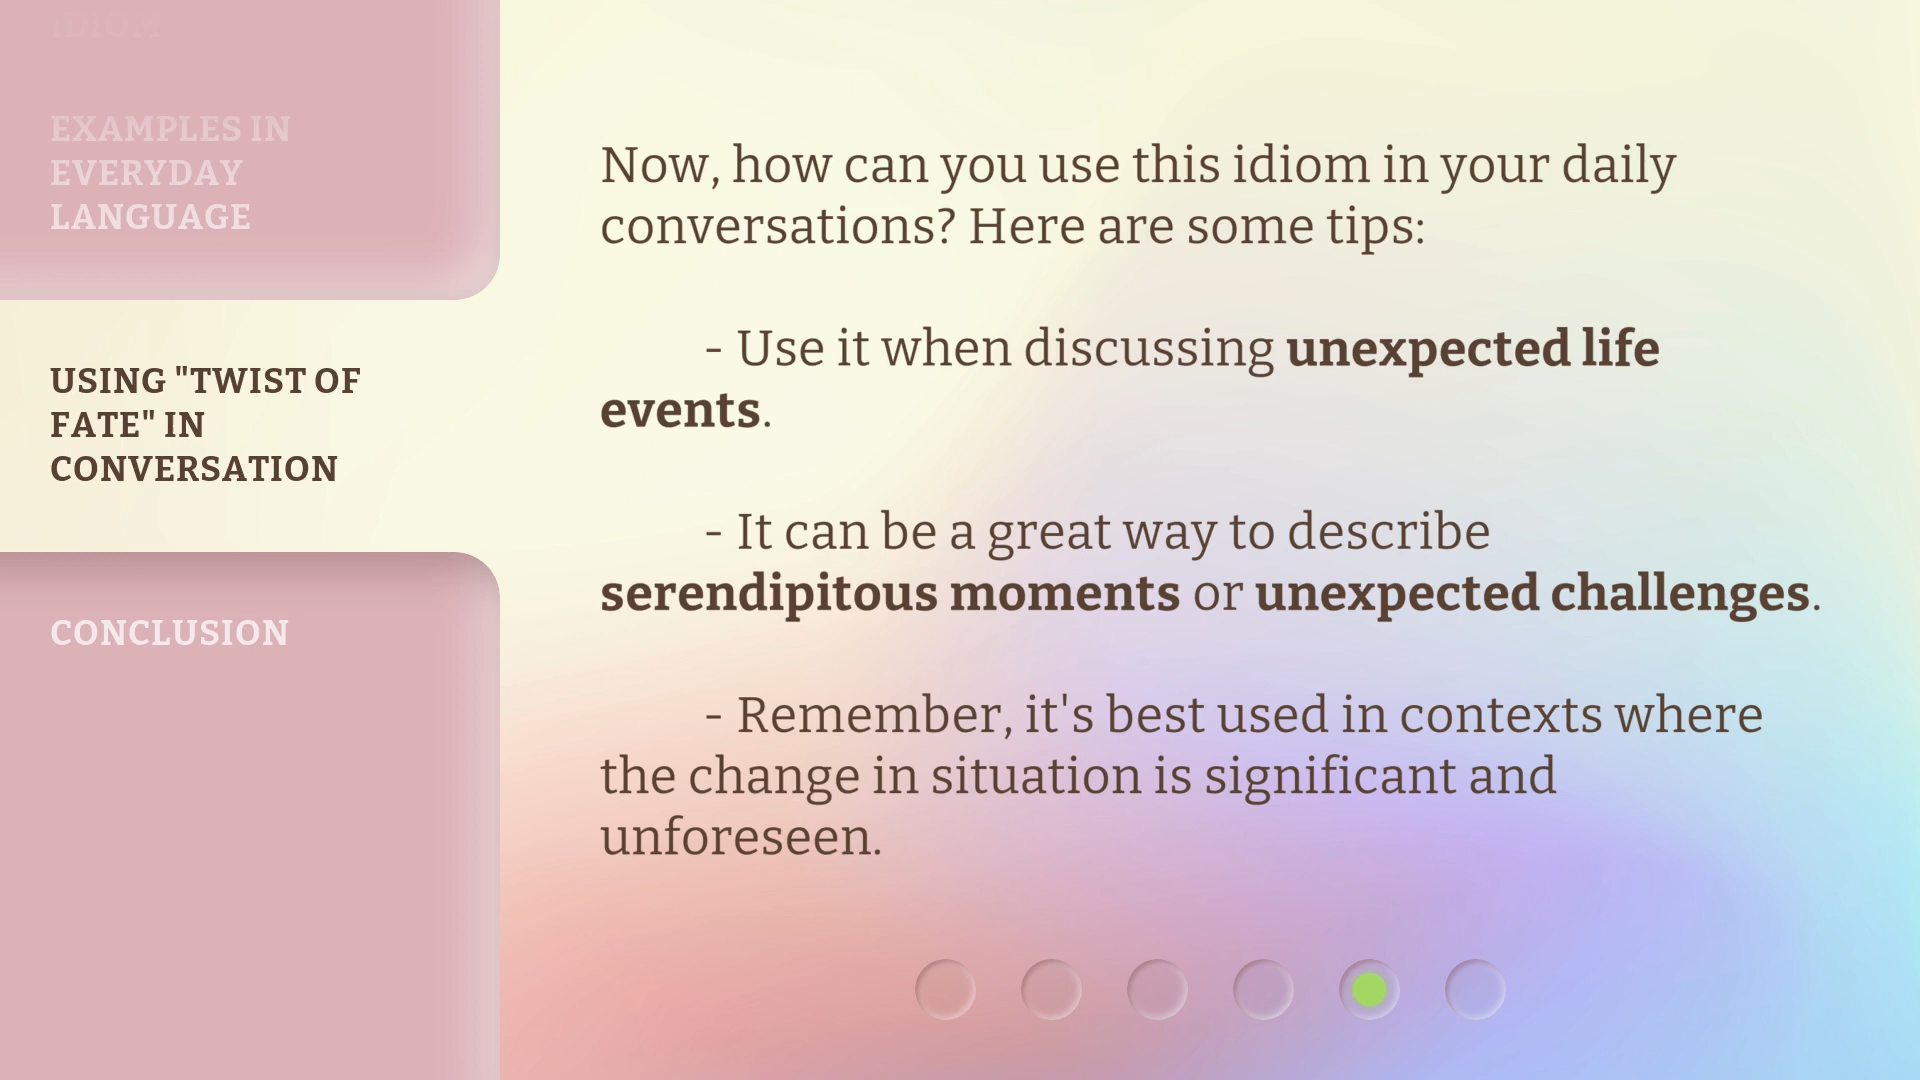 IDIOM
EXAMPLES IN
EVERYDAY
LANGUAGE
USING "TWIST OF
FATE" IN
CONVERSATION
CONCLUSION
Now, how can you use this idiom in your daily
conversations? Here are some tips:
- Use it when discussing unexpected life
events.
- It can be a great way to describe
serendipitous moments or unexpected challenges.
- Remember, it's best used in contexts where
the change in situation is significant and
unforeseen.